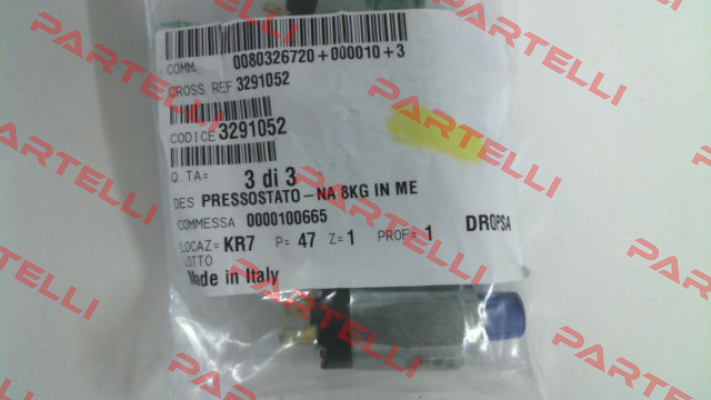 COMM. 0080326720+000010+3
CROSS REF 3291052
CODICE 3291052
Q.TA= 3 di 3
DES PRESSOSTATO-NA 8KG IN ME
COMMESSA 0000100665
DROPSA
LOCAZ= KR7 P= 47 Z=1 PROF= 1
LOTTO
Made in Italy
PARTELLI
PARTELLI
PARTELLI
PARTELLI
PARTELLI
PARTELLI
PARTELLI